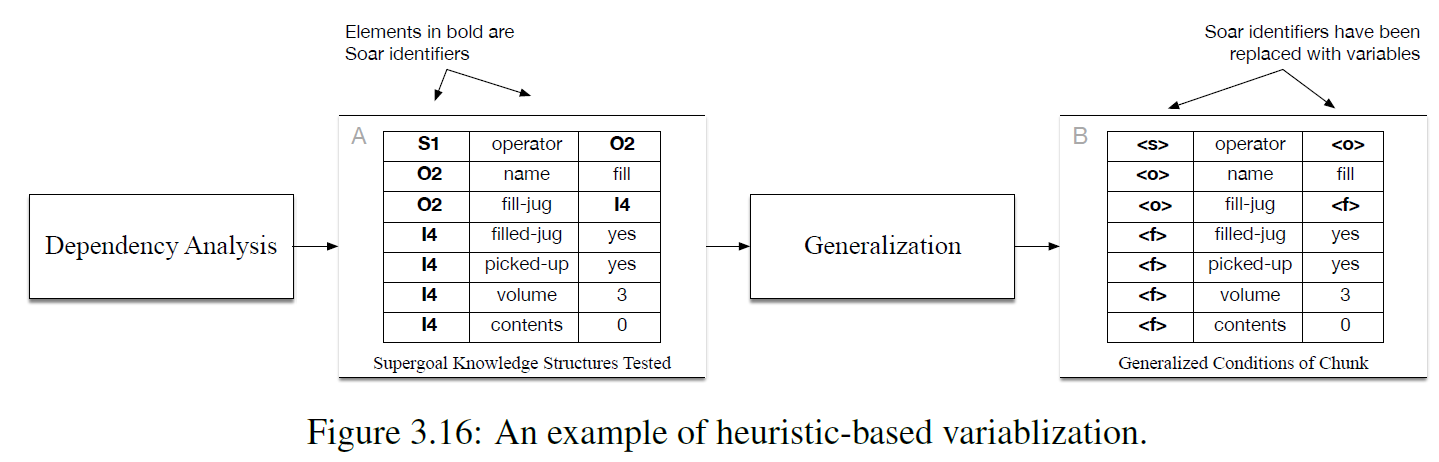 Elements in bold are
Soar identifiers
Soar identifiers have been
replaced with variables
Dependency Analysis
A
S1 operator O2
O2 name fill
O2 fill-jug I4
I4 filled-jug yes
I4 picked-up yes
I4 volume 3
I4 contents 0
Supergoal Knowledge Structures Tested
Generalization
B
<s> operator <o>
<o> name fill
<o> fill-jug <f>
<f> filled-jug yes
<f> picked-up yes
<f> volume 3
<f> contents 0
Generalized Conditions of Chunk
Figure 3.16: An example of heuristic-based variablization.